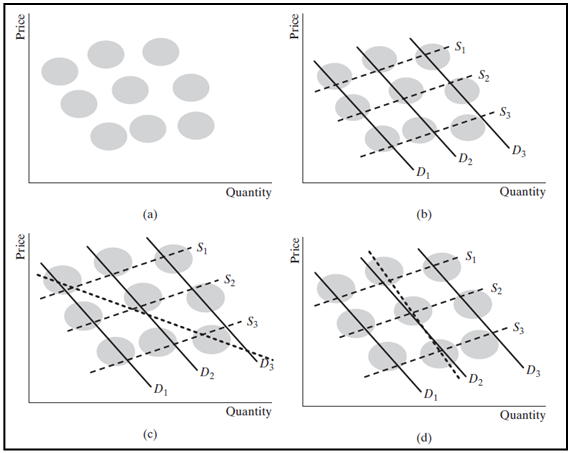 Price
Quantity
(a)
Price
S1
S2
S3
D1
D2
D3
Quantity
(b)
Price
S1
S2
S3
D1
D2
D3
Quantity
(c)
Price
S1
S2
S3
D1
D2
D3
Quantity
(d)